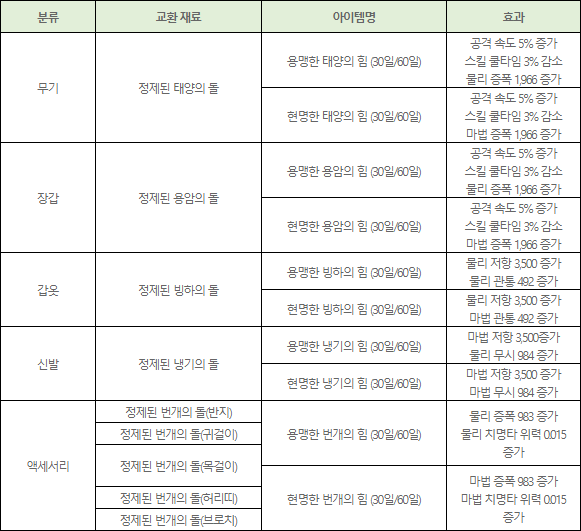 분류 교환 재료 아이템명 효과
무기 정제된 태양의 돌
용맹한 태양의 힘 (30일/60일)
공격 속도 5% 증가
스킬 쿨타임 3% 감소
물리 증폭 1,966 증가
현명한 태양의 힘 (30일/60일)
공격 속도 5% 증가
스킬 쿨타임 3% 감소
마법 증폭 1,966 증가
장갑 정제된 용암의 돌
용맹한 용암의 힘 (30일/60일)
공격 속도 5% 증가
스킬 쿨타임 3% 감소
물리 증폭 1,966 증가
현명한 용암의 힘 (30일/60일)
공격 속도 5% 증가
스킬 쿨타임 3% 감소
마법 증폭 1,966 증가
갑옷 정제된 빙하의 돌
용맹한 빙하의 힘 (30일/60일)
물리 저항 3,500 증가
물리 관통 492 증가
현명한 빙하의 힘 (30일/60일)
물리 저항 3,500 증가
마법 관통 492 증가
신발 정제된 냉기의 돌
용맹한 냉기의 힘 (30일/60일)
마법 저항 3,500증가
물리 무시 984 증가
현명한 냉기의 힘 (30일/60일)
마법 저항 3,500 증가
마법 무시 984 증가
액세서리
정제된 번개의 돌(반지)
정제된 번개의 돌(귀걸이)
정제된 번개의 돌(목걸이)
정제된 번개의 돌(허리띠)
정제된 번개의 돌(브로치)
용맹한 번개의 힘 (30일/60일)
물리 증폭 983 증가
물리 치명타 위력 0.015
증가
현명한 번개의 힘 (30일/60일)
마법 증폭 983 증가
마법 치명타 위력 0.015
증가